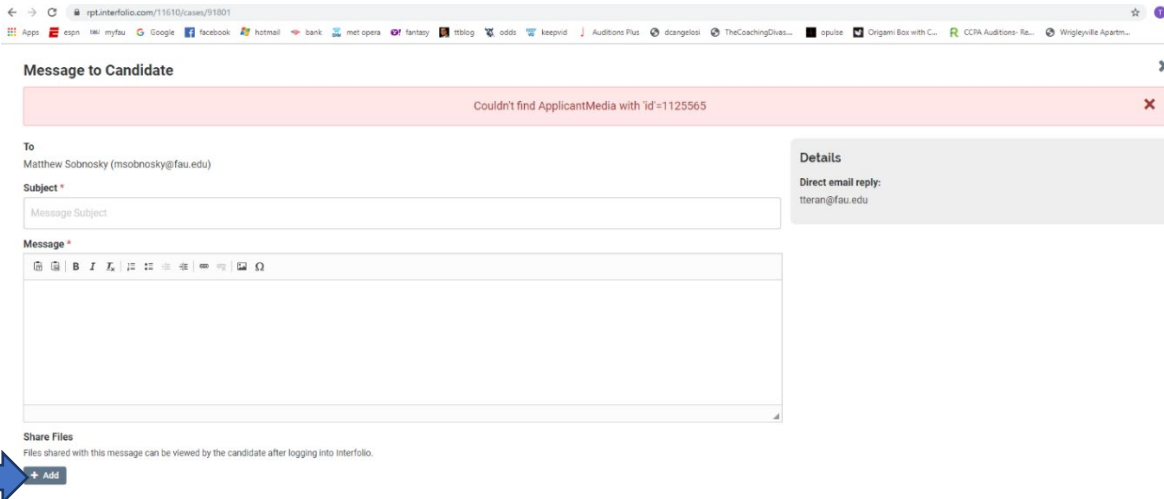 rpt.interfolio.com/11610/cases/91801
Apps espn myfau Google facebook hotmail bank met opera fantasy ttblog odds keepvid Auditions Plus dcangelosi TheCoachingDivas... opulse Origami Box with C... CCPA Auditions- Re... Wrigleyville Apartm...
Message to Candidate
Couldn't find ApplicantMedia with 'id'=1125565
To
Matthew Sobnosky (msobnosky@fau.edu)
Details
Direct email reply:
tteran@fau.edu
Subject *
Message Subject
Message *
B I Tx Ω
Share Files
Files shared with this message can be viewed by the candidate after logging into Interfolio.
+ Add